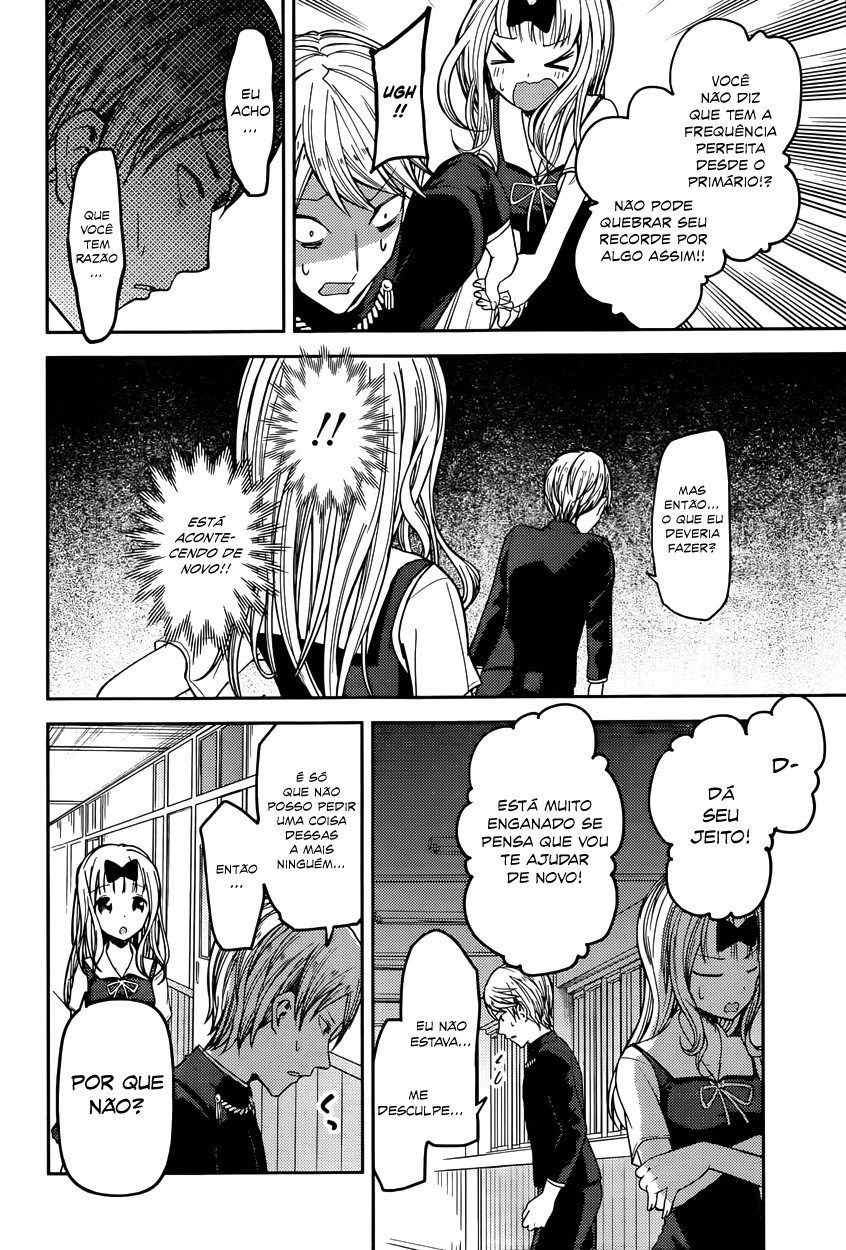 VOCÊ
NÃO DIZ
QUE TEM A
FREQUÊNCIA
PERFEITA
DESDE O
PRIMÁRIO!?
NÃO PODE
QUEBRAR SEU
RECORDE POR
ALGO ASSIM!!
UGH
!!
EU
ACHO
...
QUE
VOCÊ
TEM
RAZÃO
...
MAS
ENTÃO...
O QUE EU
DEVERIA
FAZER?
!!
ESTÁ
ACONTE-
CENDO DE
NOVO!!
D-
DÁ
SEU
JEITO!
ESTÁ MUITO
ENGANADO SE
PENSA QUE VOU
TE AJUDAR
DE NOVO!
EU NÃO
ESTAVA...
ME
DESCULPE...
É SÓ
QUE NÃO
POSSO PEDIR
UMA COISA
DESSAS
A MAIS
NINGUÉM...
ENTÃO
...
POR QUE
NÃO?